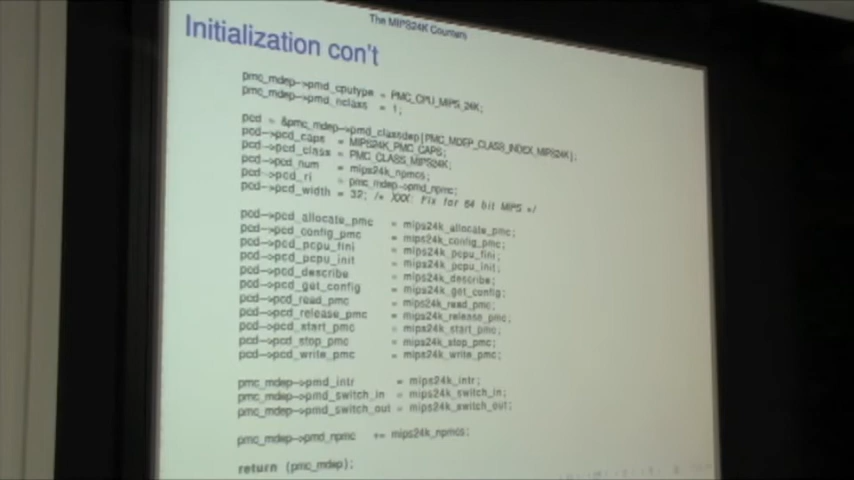 The MIPS24K Counters
Initialization con't
pmc_mdep->pmd_cputype = PMC_CPU_MIPS_24K;
pmc_mdep->pmd_nclass = 1;
pcd = &pmc_mdep->pmd_classdep[PMC_MDEP_CLASS_INDEX_MIPS24K];
pcd->pcd_caps = MIPS24K_PMC_CAPS;
pcd->pcd_class = PMC_CLASS_MIPS24K;
pcd->pcd_num = mips24k_npmcs;
pcd->pcd_ri = pmc_mdep->pmd_npmc;
pcd->pcd_width = 32; /* XXX: Fix for 64 bit MIPS */
pcd->pcd_allocate_pmc = mips24k_allocate_pmc;
pcd->pcd_config_pmc = mips24k_config_pmc;
pcd->pcd_pcpu_fini = mips24k_pcpu_fini;
pcd->pcd_pcpu_init = mips24k_pcpu_init;
pcd->pcd_describe = mips24k_describe;
pcd->pcd_get_config = mips24k_get_config;
pcd->pcd_read_pmc = mips24k_read_pmc;
pcd->pcd_release_pmc = mips24k_release_pmc;
pcd->pcd_start_pmc = mips24k_start_pmc;
pcd->pcd_stop_pmc = mips24k_stop_pmc;
pcd->pcd_write_pmc = mips24k_write_pmc;
pmc_mdep->pmd_intr = mips24k_intr;
pmc_mdep->pmd_switch_in = mips24k_switch_in;
pmc_mdep->pmd_switch_out = mips24k_switch_out;
pmc_mdep->pmd_npmc += mips24k_npmcs;
return (pmc_mdep);